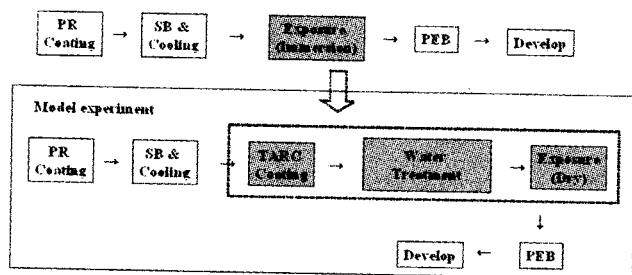 PR
Coating
SB &
Cooling
Exposure
(Immersion)
PEB
Develop
Model experiment
PR
Coating
SB &
Cooling
TARC
Coating
Water
Treatment
Exposure
(Dry)
Develop
PEB